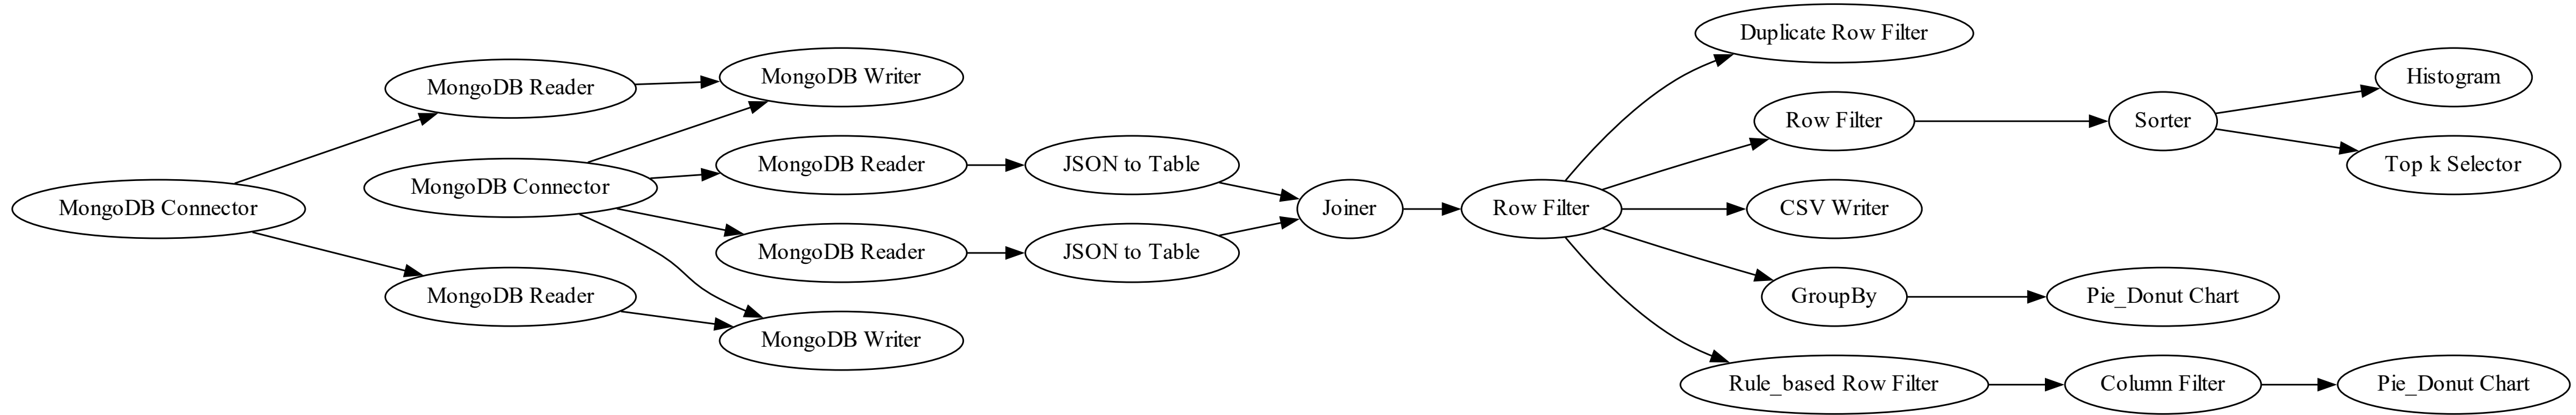 MongoDB Connector
MongoDB Reader
MongoDB Reader
MongoDB Connector
MongoDB Writer
MongoDB Reader
MongoDB Reader
MongoDB Writer
JSON to Table
JSON to Table
Joiner
Row Filter
Duplicate Row Filter
Row Filter
CSV Writer
GroupBy
Rule_based Row Filter
Sorter
Pie_Donut Chart
Column Filter
Histogram
Top k Selector
Pie_Donut Chart